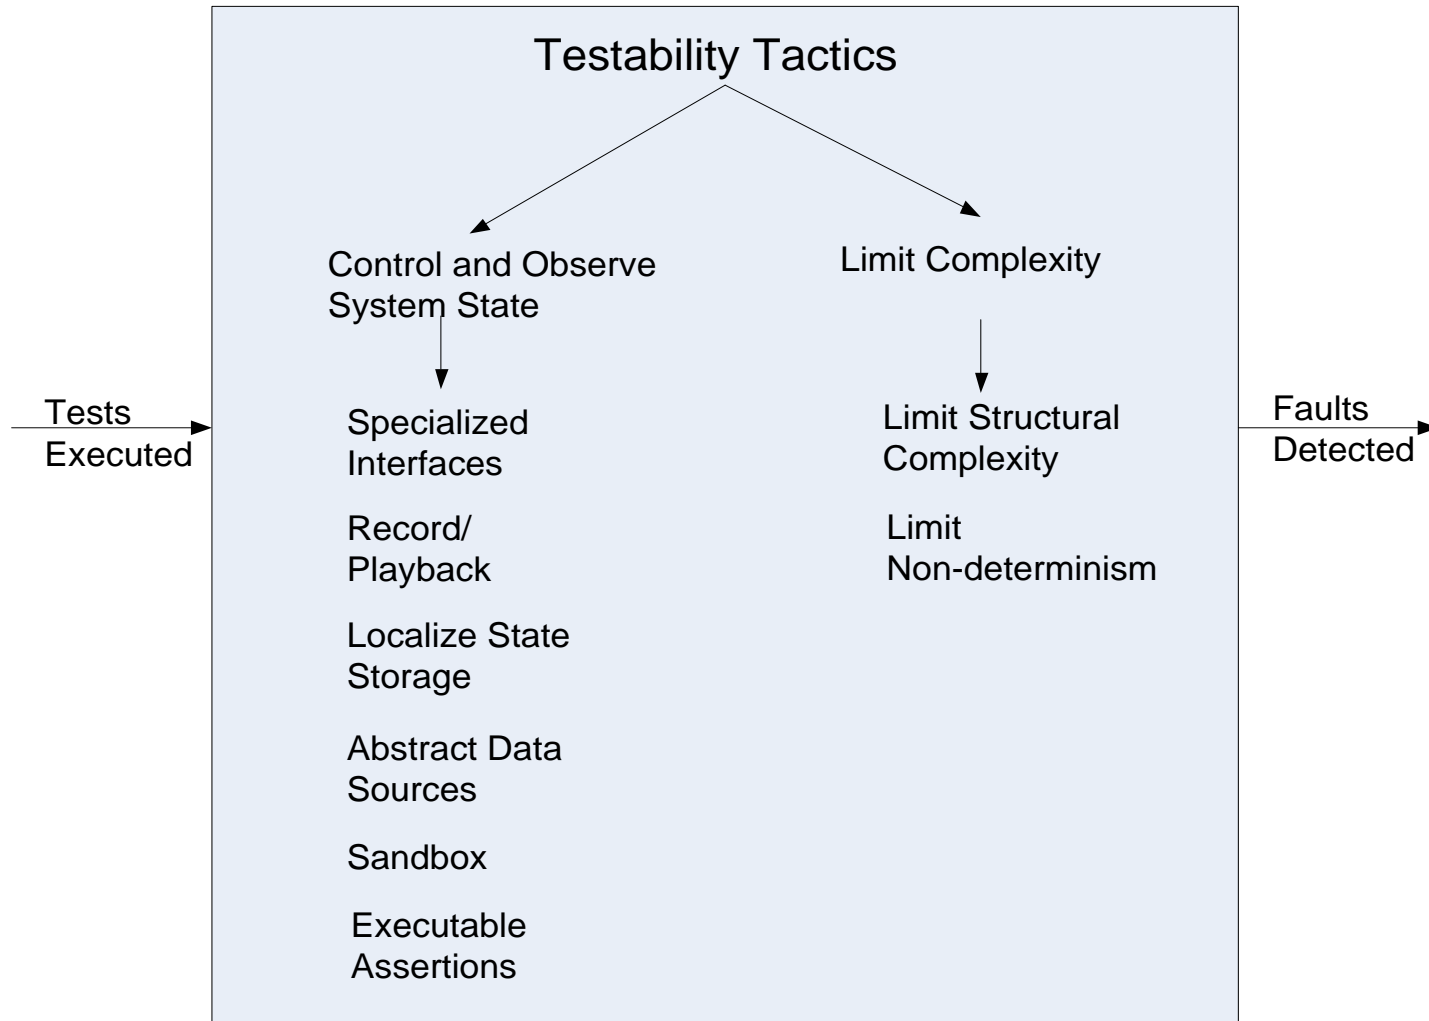 Testability Tactics
Control and Observe
System State
Limit Complexity
Tests
Executed
Specialized
Interfaces
Record/
Playback
Localize State
Storage
Abstract Data
Sources
Sandbox
Executable
Assertions
Limit Structural
Complexity
Limit
Non-determinism
Faults
Detected